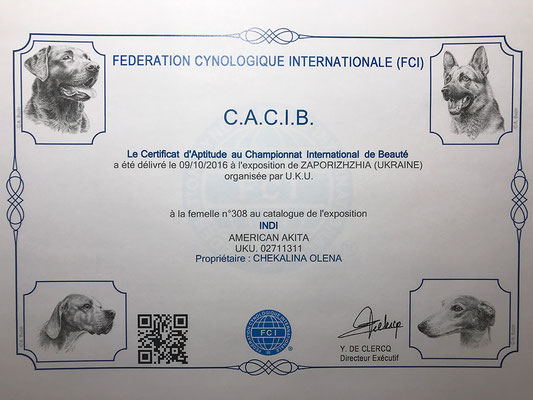 FEDERATION CYNOLOGIQUE INTERNATIONALE (FCI)
C.A.C.I.B.
Le Certificat d'Aptitude au Championnat International de Beauté
a été délivré le 09/10/2016 à l'exposition de ZAPORIZHZHIA (UKRAINE)
organisée par U.K.U.
à la femelle n°308 au catalogue de l'exposition
INDI
AMERICAN AKITA
UKU. 02711311
Propriétaire : CHEKALINA OLENA
FCI
Y. DE CLERCQ
Directeur Exécutif